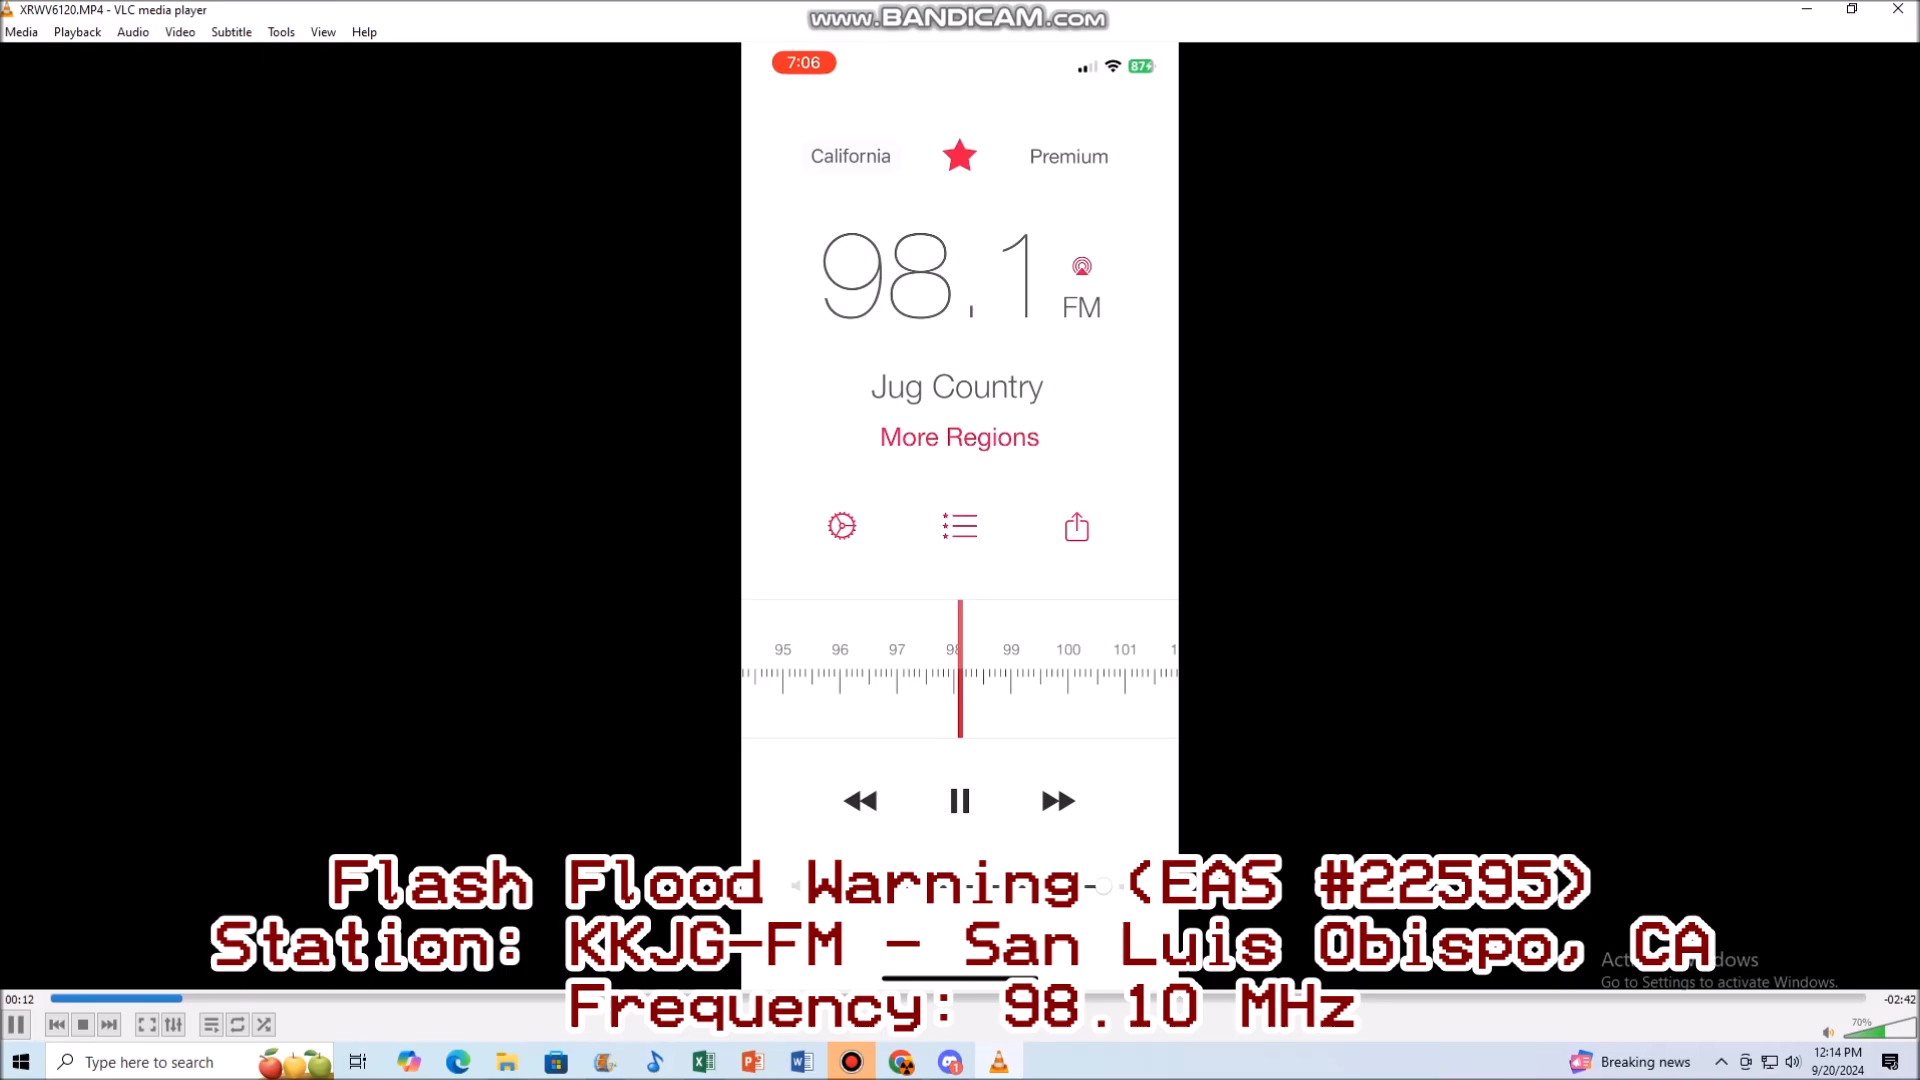 XRWV6120.MP4 - VLC media player
www.BANDICAM.com
Media Playback Audio Video Subtitle Tools View Help
7:06
87
California Premium
98.1 FM
Jug Country
More Regions
95 96 97 98 99 100 101 1
Flash Flood Warning (EAS #22595)
Station: KKJG-FM - San Luis Obispo, CA
Go to Settings to activate Windows.
Frequency: 98.10 MHz
00:12
-02:42
70%
Type here to search
1
Breaking news
12:14 PM
9/20/2024